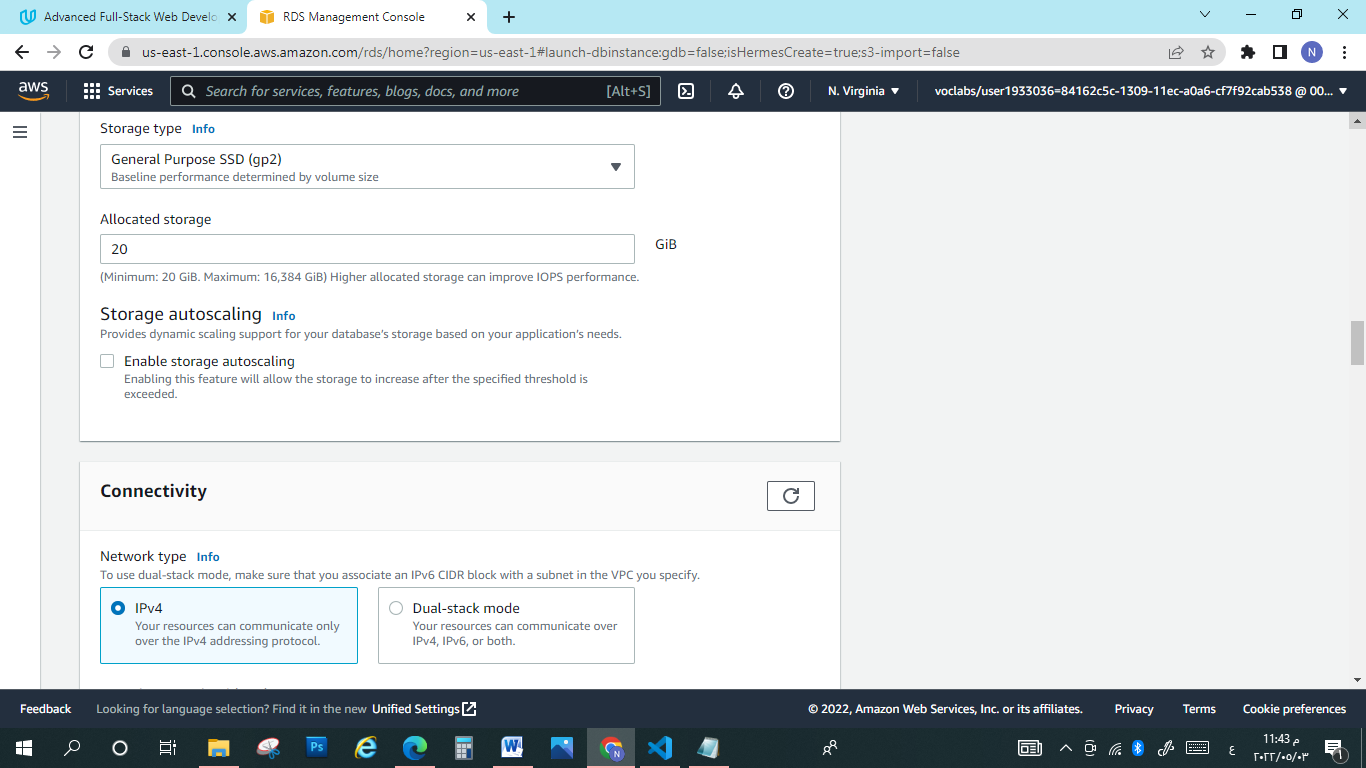 Advanced Full-Stack Web Develo
RDS Management Console
us-east-1.console.aws.amazon.com/rds/home?region=us-east-1#launch-dbinstance:gdb=false;isHermesCreate=true;s3-import=false
N
aws
Services
Search for services, features, blogs, docs, and more
[Alt+S]
N. Virginia
voclabs/user1933036=84162c5c-1309-11ec-a0a6-cf7f92cab538 @ 00...
Storage type Info
General Purpose SSD (gp2)
Baseline performance determined by volume size
Allocated storage
20
GiB
(Minimum: 20 GiB. Maximum: 16,384 GiB) Higher allocated storage can improve IOPS performance.
Storage autoscaling Info
Provides dynamic scaling support for your database's storage based on your application's needs.
Enable storage autoscaling
Enabling this feature will allow the storage to increase after the specified threshold is
exceeded.
Connectivity
Network type Info
To use dual-stack mode, make sure that you associate an IPv6 CIDR block with a subnet in the VPC you specify.
IPv4
Your resources can communicate only
over the IPv4 addressing protocol.
Dual-stack mode
Your resources can communicate over
IPv4, IPv6, or both.
Feedback
Looking for language selection? Find it in the new Unified Settings
© 2022, Amazon Web Services, Inc. or its affiliates.
Privacy
Terms
Cookie preferences
Ps
W
N
ع
11:43 م
٢٠٢٢/٠٥/٠٣
1